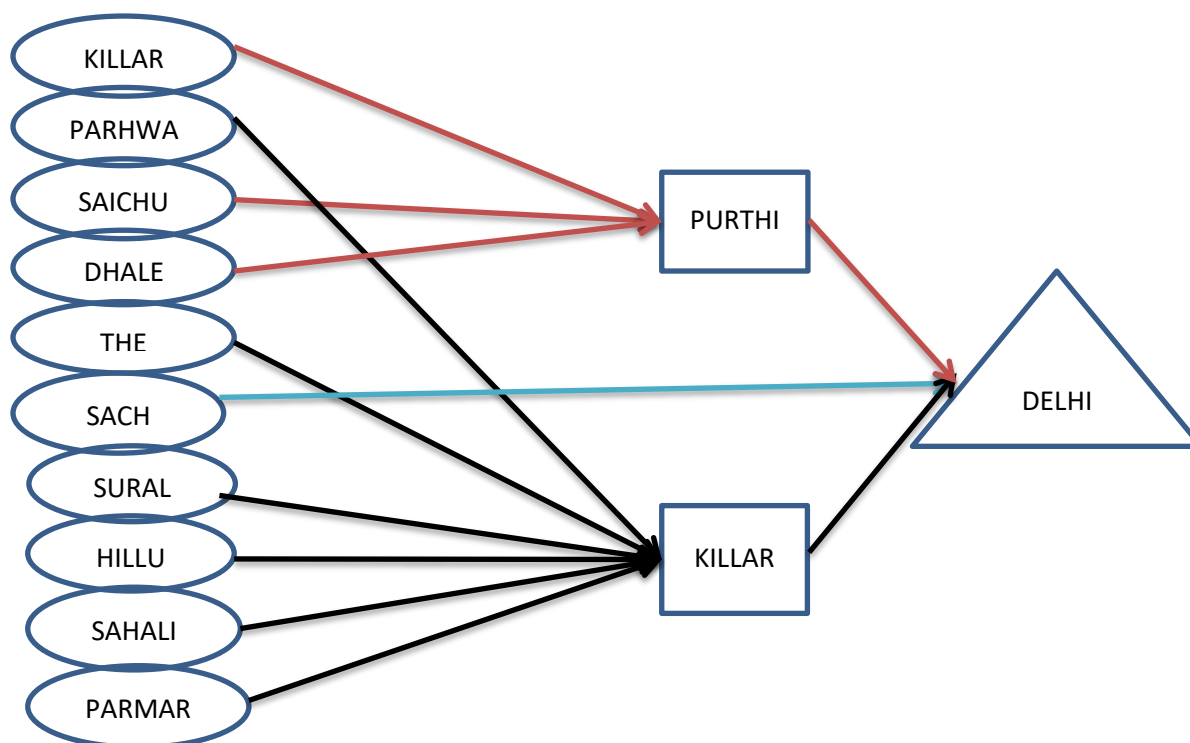 KILLAR
PARHWA
SAICHU
DHALE
THE
SACH
SURAL
HILLU
SAHALI
PARMAR
PURTHI
KILLAR
DELHI